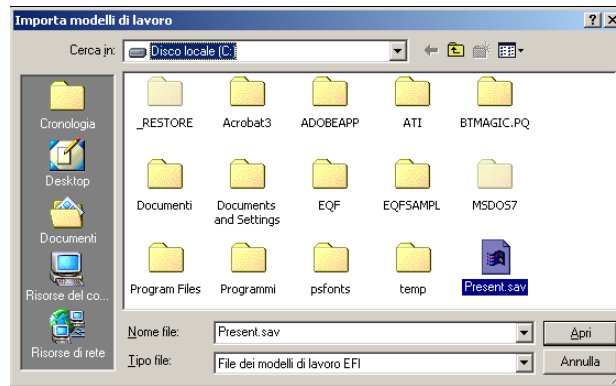 Importa modelli di lavoro
Cerca in: Disco locale (C:)
Cronologia
Desktop
Documenti
Risorse del co...
Risorse di rete
_RESTORE Acrobat3 ADOBEAPP ATI BTMAGIC.PQ
Documenti Documents and Settings EQF EQFSAMPL MSDOS7
Program Files Programmi psfonts temp Present.sav
Nome file: Present.sav Apri
Tipo file: File dei modelli di lavoro EFI Annulla